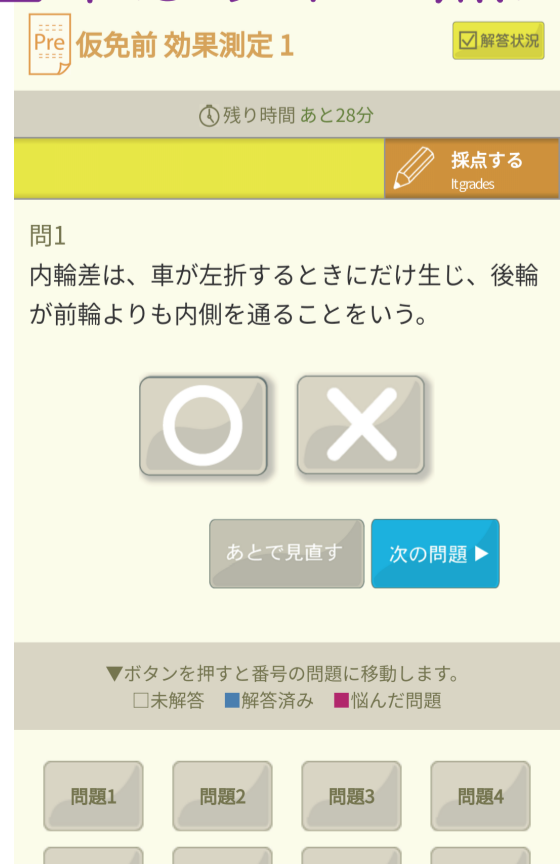 Pre 仮免前 効果測定 1
解答状況
残り時間 あと28分
採点する
It grades
問1
内輪差は、車が左折するときにだけ生じ、後輪
が前輪よりも内側を通ることをいう。
あとで見直す
次の問題▶
▼ボタンを押すと番号の問題に移動します。
□未解答 ■解答済み ■悩んだ問題
問題1 問題2 問題3 問題4